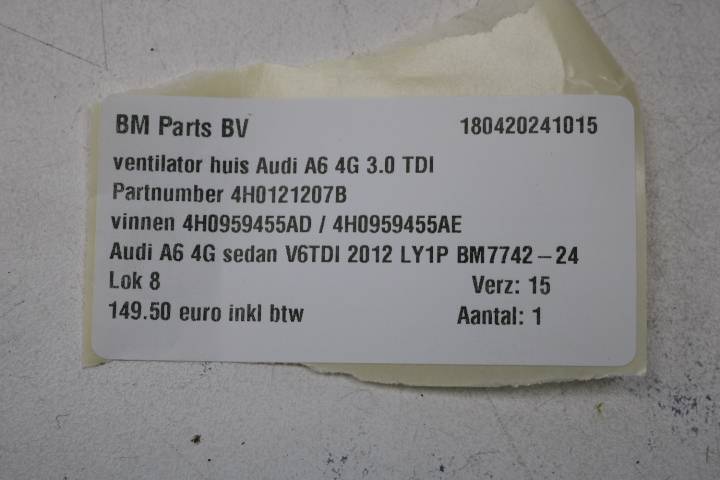 BM Parts BV 180420241015
ventilator huis Audi A6 4G 3.0 TDI
Partnumber 4H0121207B
vinnen 4H0959455AD / 4H0959455AE
Audi A6 4G sedan V6TDI 2012 LY1P BM7742-24
Lok 8 Verz: 15
149.50 euro inkl btw Aantal: 1